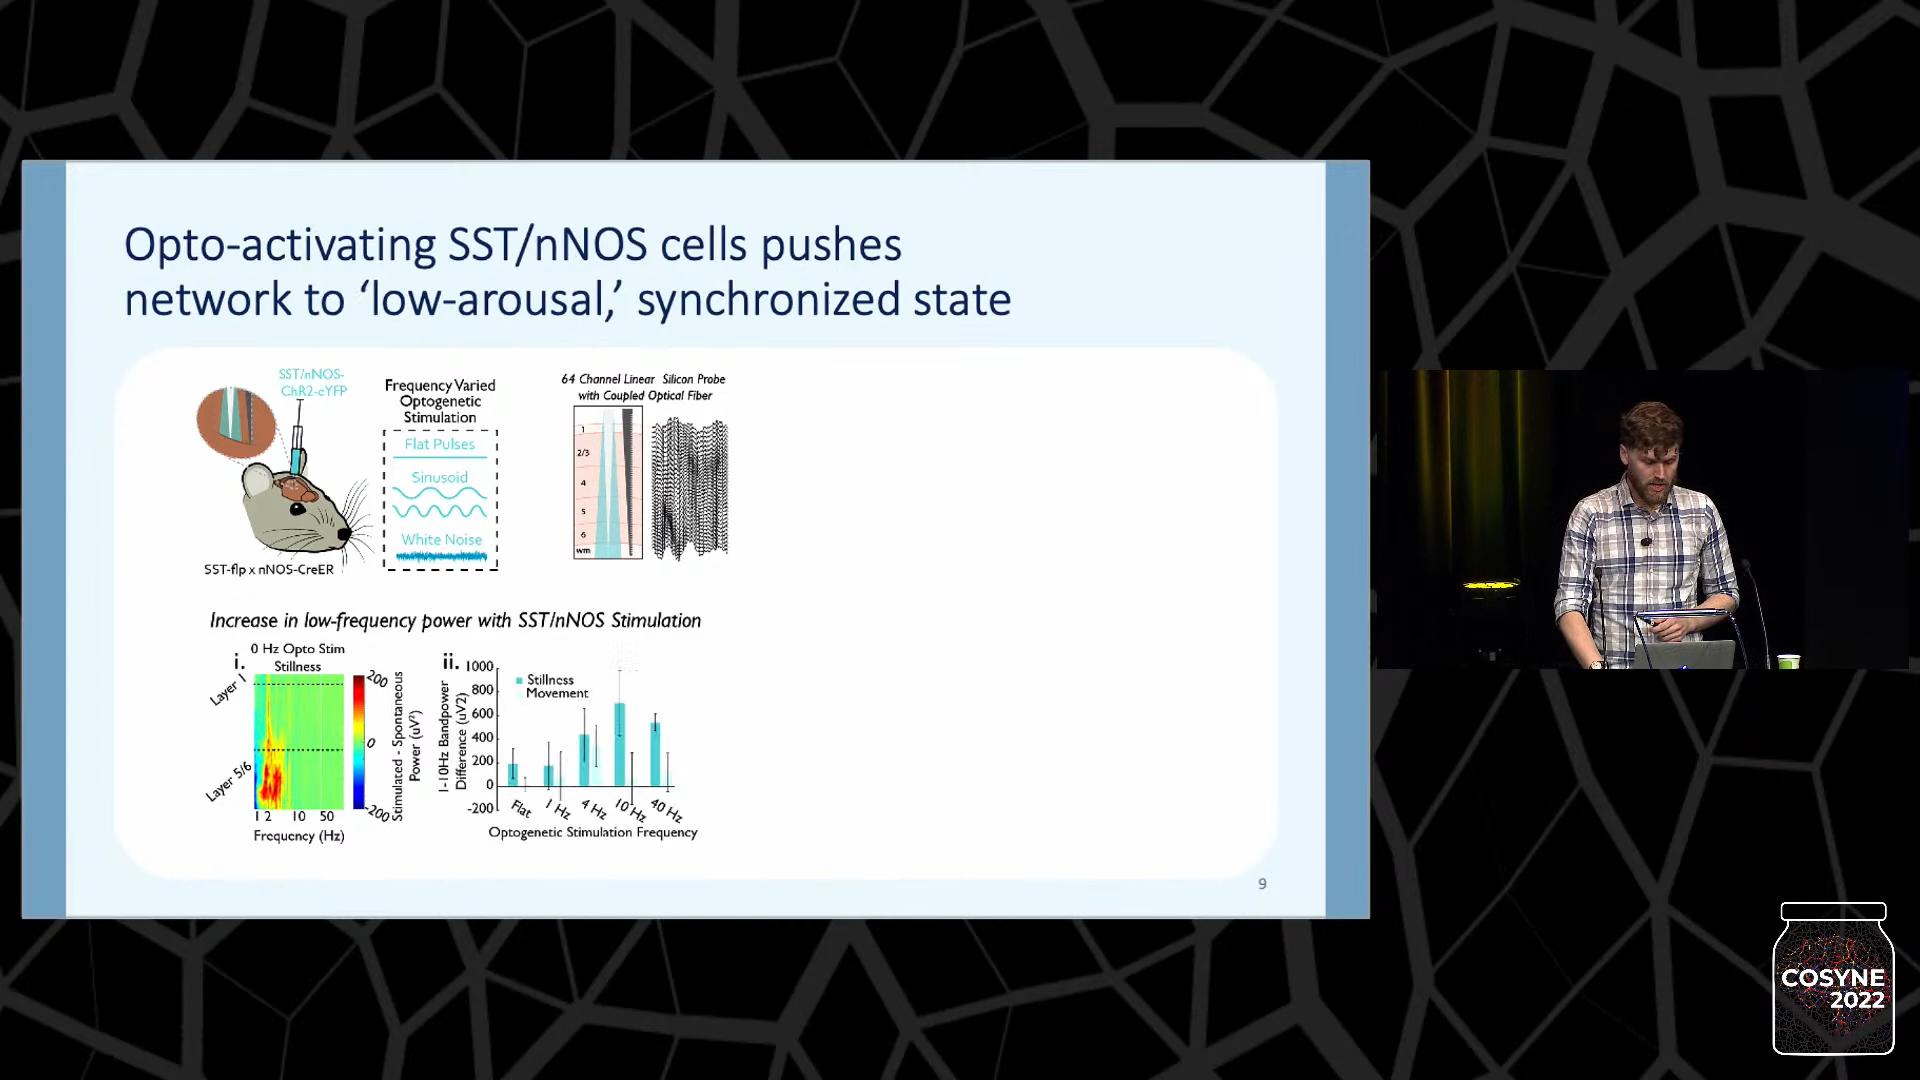 Opto-activating SST/nNOS cells pushes
network to ‘low-arousal,’ synchronized state
SST/nNOS-
ChR2-eYFP
SST-flp x nNOS-CreER
Frequency Varied
Optogenetic
Stimulation
Flat Pulses
Sinusoid
White Noise
64 Channel Linear Silicon Probe
with Coupled Optical Fiber
1
2/3
4
5
6
wm
Increase in low-frequency power with SST/nNOS Stimulation
i.
0 Hz Opto Stim
Stillness
Layer 1
Layer 5/6
1 2 10 50
Frequency (Hz)
200
0
-200
Stimulated - Spontaneous
Power (uV²)
ii.
1-10Hz Bandpower
Difference (uV2)
1000
800
600
400
200
0
-200
Stillness
Movement
Flat 1 Hz 4 Hz 10 Hz 40 Hz
Optogenetic Stimulation Frequency
9
COSYNE
2022